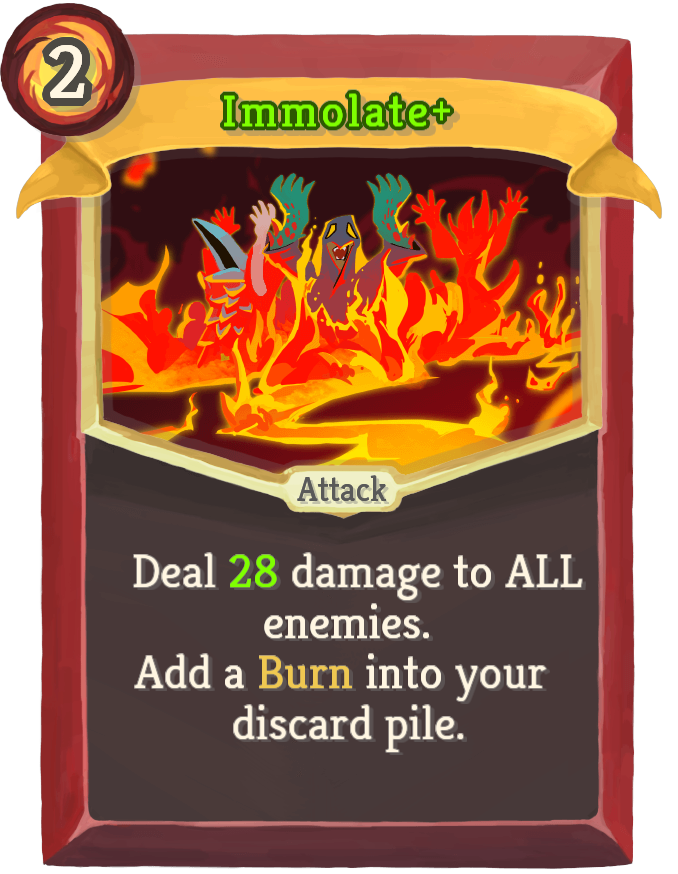 2
Immolate+
Attack
Deal 28 damage to ALL
enemies.
Add a Burn into your
discard pile.